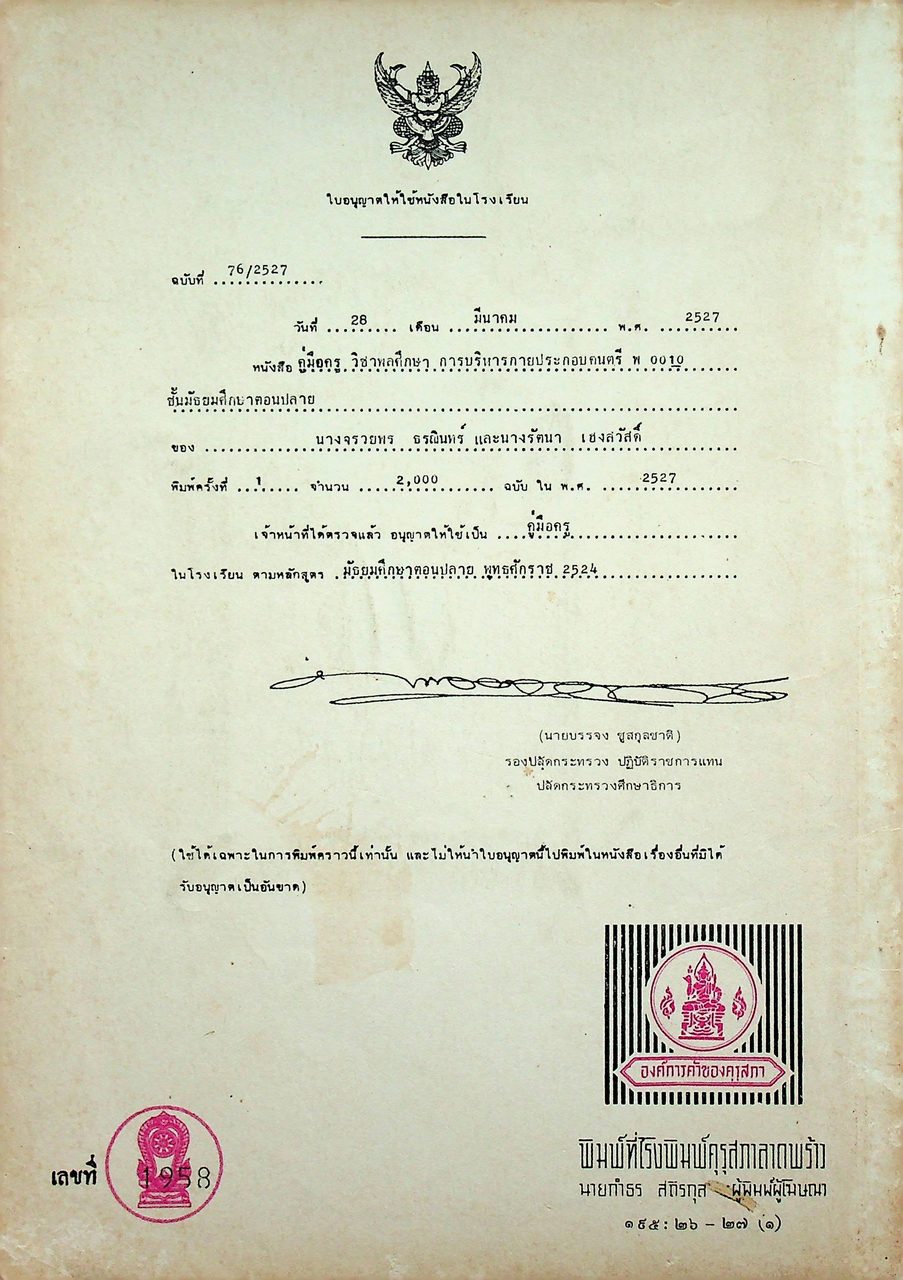 ใบอนุญาตให้ใช้หนังสือในโรงเรียน
ฉบับที่ 76/2527
วันที่ 28 เดือน มีนาคม พ.ศ. 2527
หนังสือ คู่มือครู วิชาพลศึกษา การบริหารกายประกอบดนตรี พ 0010
ชั้นมัธยมศึกษาตอนปลาย
ของ นางจรวยพร ธรณินทร์ และนางรัตนา เฮงสวัสดิ์
พิมพ์ครั้งที่ 1 จำนวน 2,000 ฉบับ ใน พ.ศ. 2527
เจ้าหน้าที่ได้ตรวจแล้ว อนุญาตให้ใช้เป็น คู่มือครู
ในโรงเรียน ตามหลักสูตร มัธยมศึกษาตอนปลาย พุทธศักราช 2524
(นายบรรจง ชูสกุลชาติ)
รองปลัดกระทรวง ปฏิบัติราชการแทน
ปลัดกระทรวงศึกษาธิการ
(ใช้ได้เฉพาะในการพิมพ์คราวนี้เท่านั้น และไม่ให้นำใบอนุญาตนี้ไปพิมพ์ในหนังสือเรื่องอื่นที่มิได้
รับอนุญาตเป็นอันขาด)
องค์การค้าของคุรุสภา
เลขที่ 1958
พิมพ์ที่โรงพิมพ์คุรุสภาลาดพร้าว
นายกำธร สถิรกุล ผู้พิมพ์ผู้โฆษณา
๑๙๕:๒๖ – ๒๗ (๑)